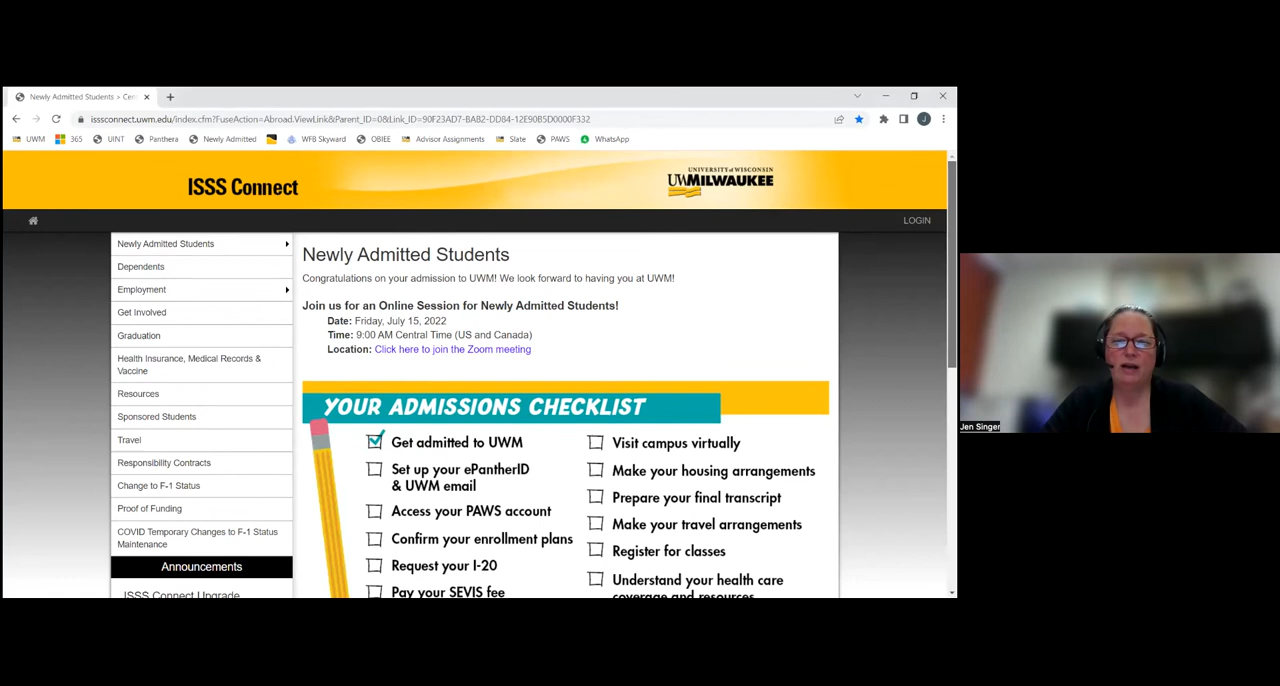 Newly Admitted Students > Cen
isssconnect.uwm.edu/index.cfm?FuseAction=Abroad.ViewLink&Parent_ID=0&Link_ID=90F23AD7-BAB2-DD84-12E90B5D0000F332
UWM 365 UINT Panthera Newly Admitted WFB Skyward OBIEE Advisor Assignments Slate PAWS WhatsApp
ISSS Connect
UNIVERSITY of WISCONSIN
UWMILWAUKEE
LOGIN
Newly Admitted Students
Dependents
Employment
Get Involved
Graduation
Health Insurance, Medical Records &
Vaccine
Resources
Sponsored Students
Travel
Responsibility Contracts
Change to F-1 Status
Proof of Funding
COVID Temporary Changes to F-1 Status
Maintenance
Announcements
ISSS Connect Upgrade
Newly Admitted Students
Congratulations on your admission to UWM! We look forward to having you at UWM!
Join us for an Online Session for Newly Admitted Students!
Date: Friday, July 15, 2022
Time: 9:00 AM Central Time (US and Canada)
Location: Click here to join the Zoom meeting
YOUR ADMISSIONS CHECKLIST
Get admitted to UWM
Set up your ePantherID
& UWM email
Access your PAWS account
Confirm your enrollment plans
Request your I-20
Pay your SEVIS fee
Visit campus virtually
Make your housing arrangements
Prepare your final transcript
Make your travel arrangements
Register for classes
Understand your health care
coverage and resources
J
Jen Singer